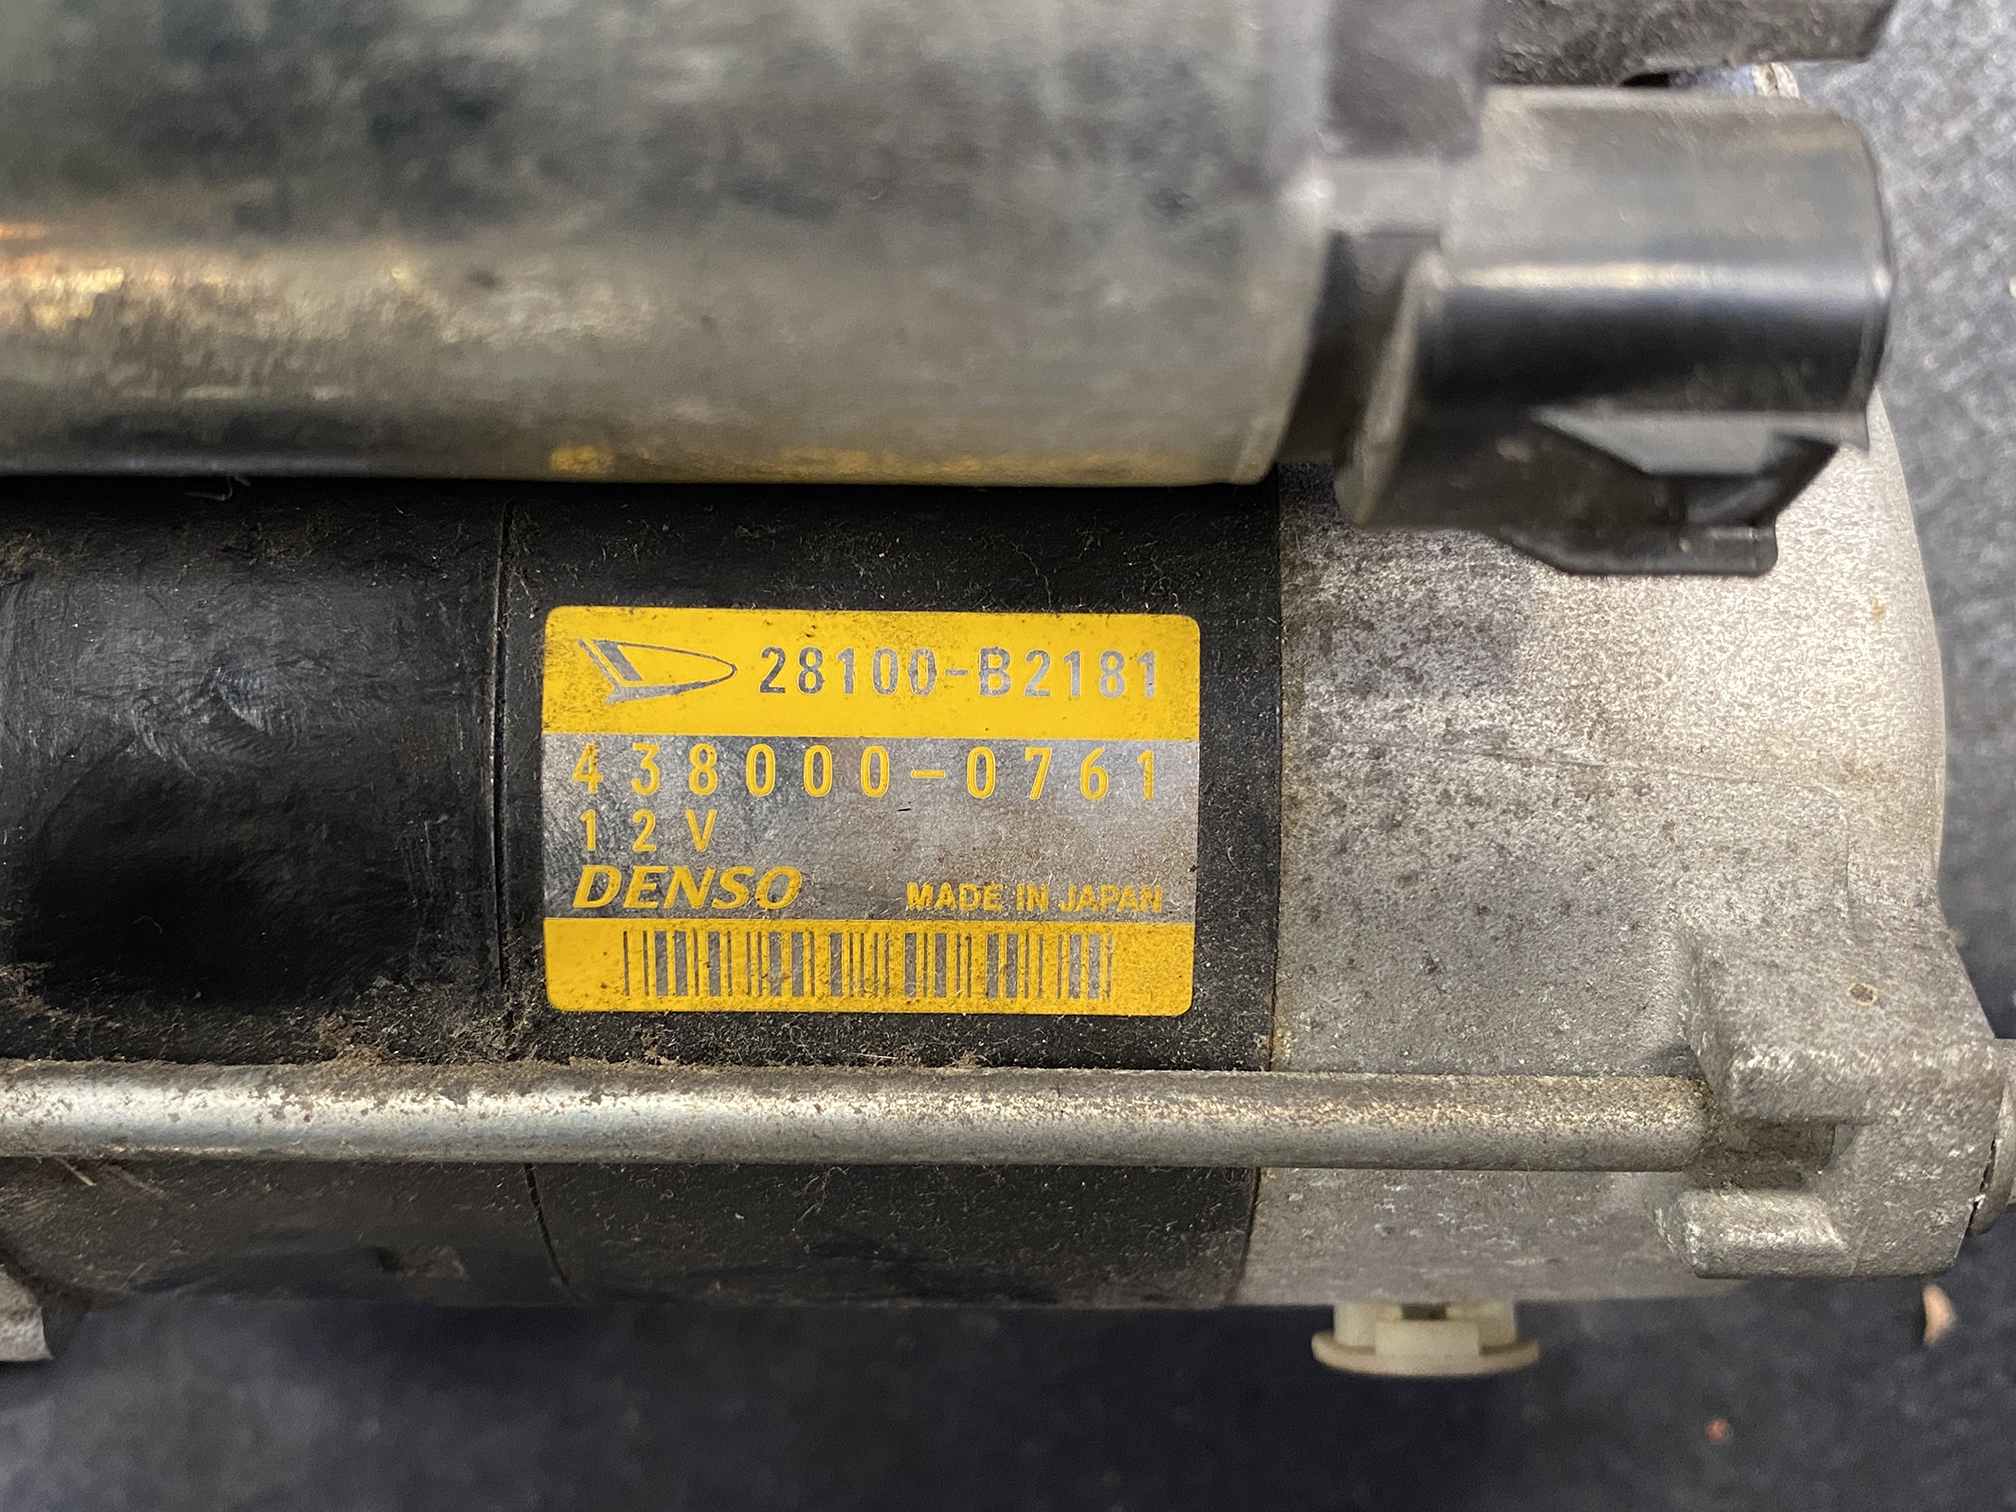 28100-B2181
438000-0761
12V
DENSO
MADE IN JAPAN